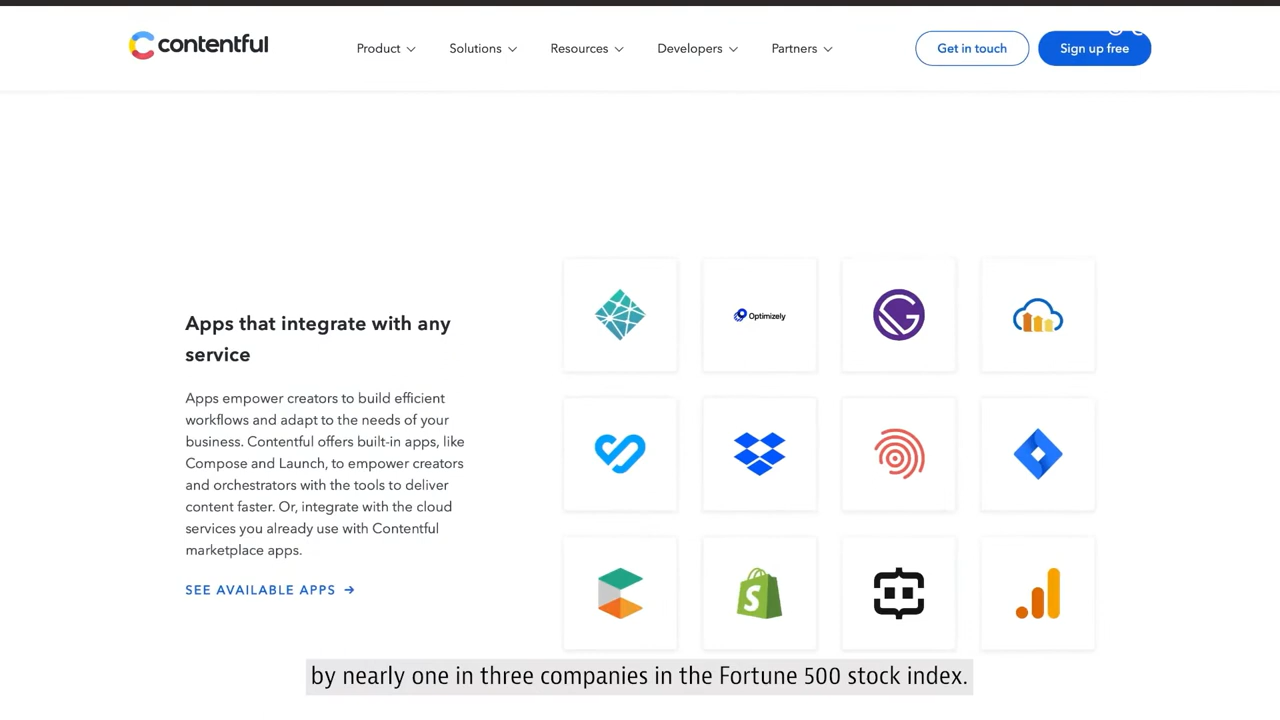 contentful
Product
Solutions
Resources
Developers
Partners
Get in touch
Sign up free
Apps that integrate with any
service
Apps empower creators to build efficient
workflows and adapt to the needs of your
business. Contentful offers built-in apps, like
Compose and Launch, to empower creators
and orchestrators with the tools to deliver
content faster. Or, integrate with the cloud
services you already use with Contentful
marketplace apps.
SEE AVAILABLE APPS →
Optimizely
by nearly one in three companies in the Fortune 500 stock index.